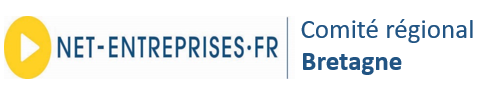 NET-ENTREPRISES·FR
Comité régional
Bretagne